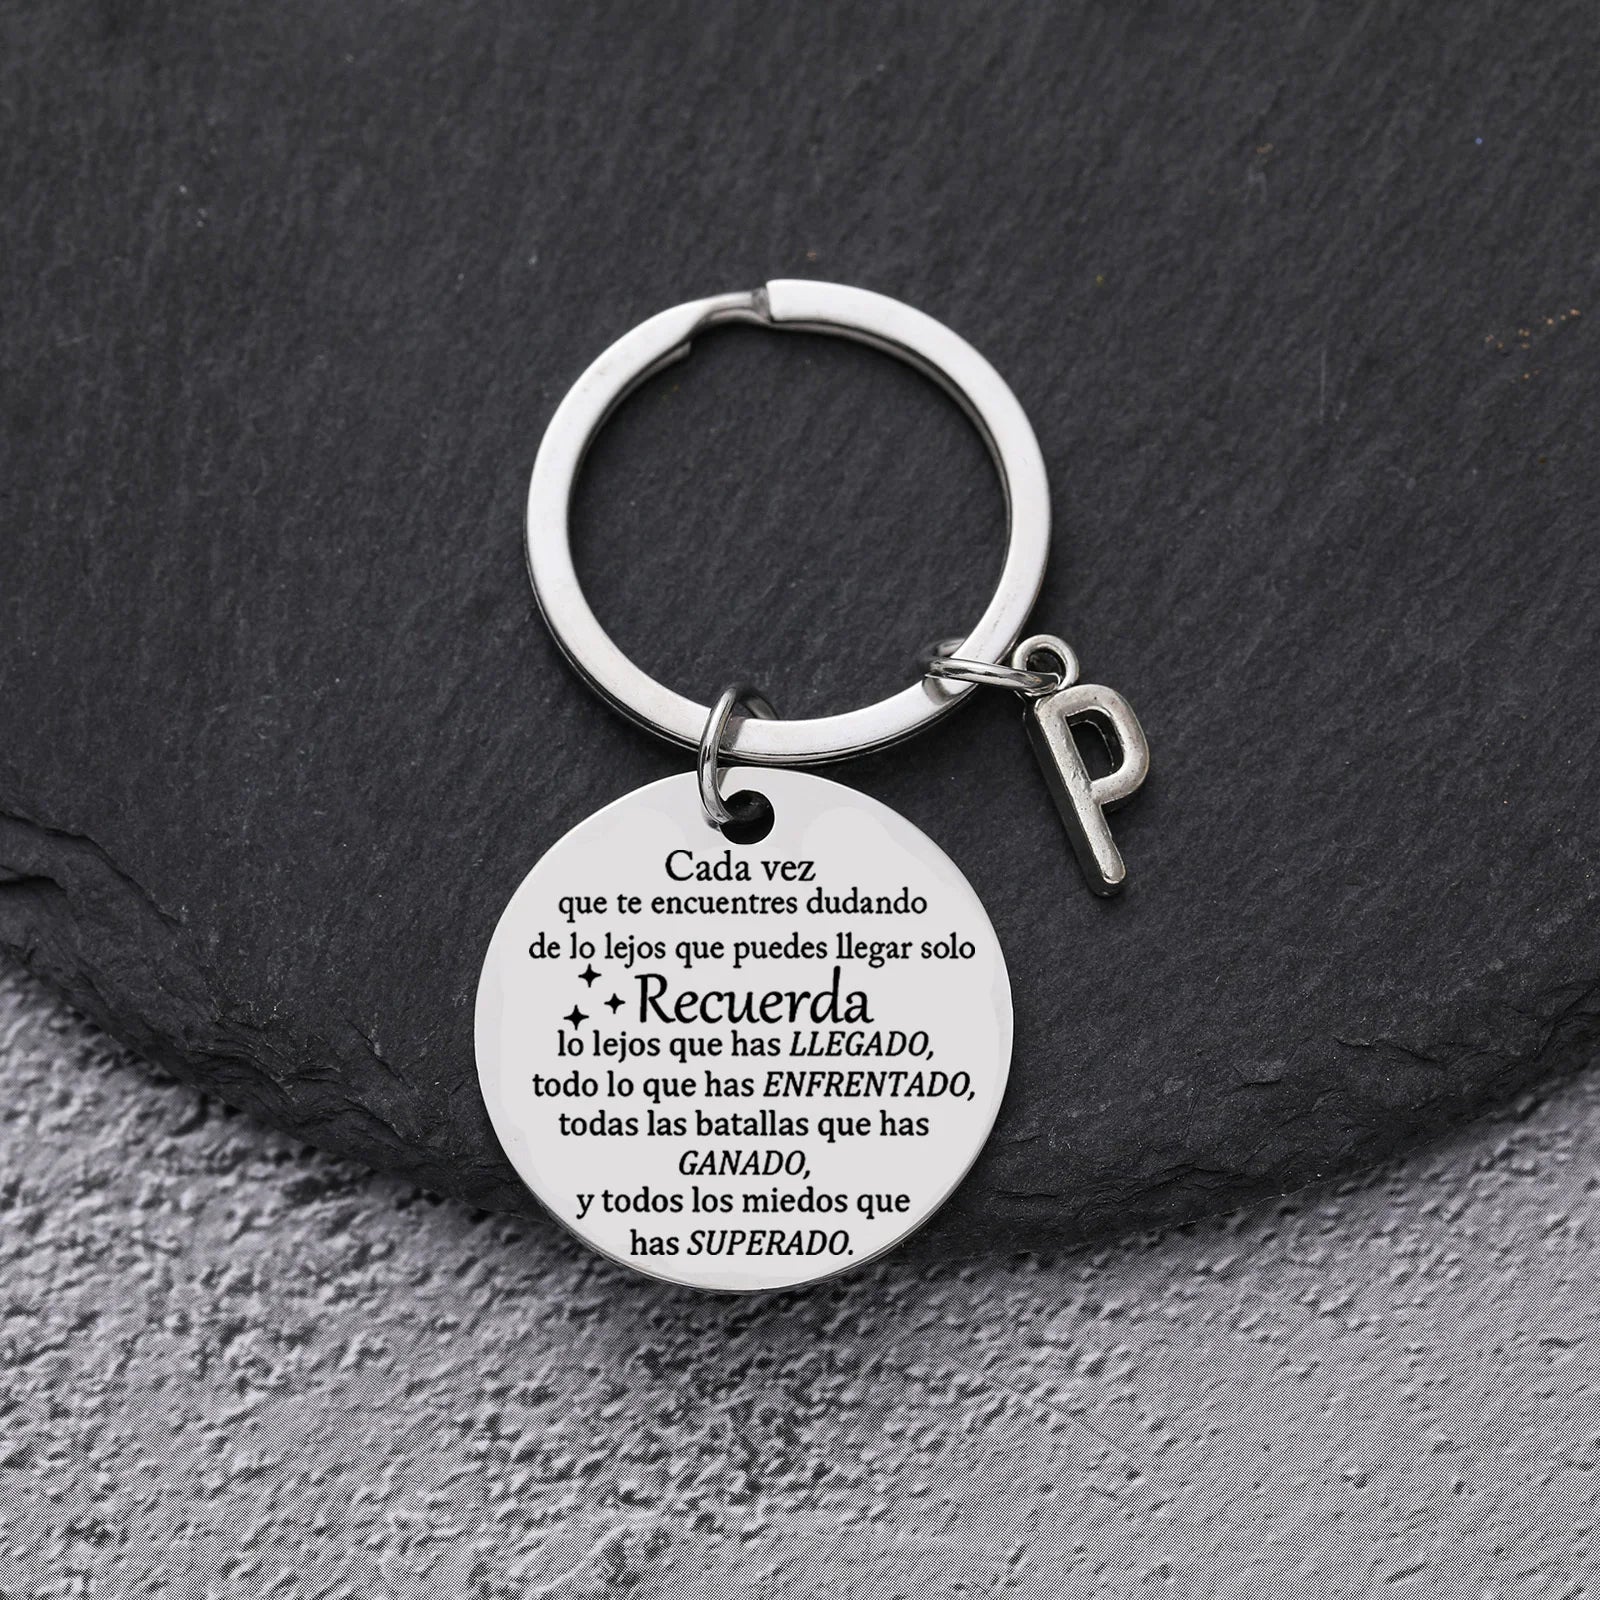 Cada vez
que te encuentres dudando
de lo lejos que puedes llegar solo
Recuerda
lo lejos que has LLEGADO,
todo lo que has ENFRENTADO,
todas las batallas que has
GANADO,
y todos los miedos que
has SUPERADO.
P